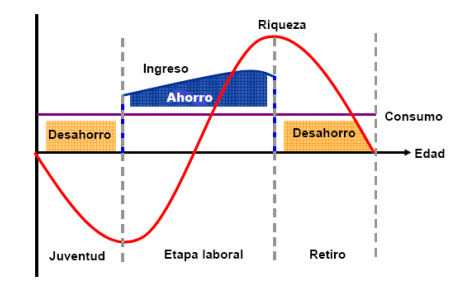 Riqueza
Ingreso
Ahorro
Consumo
Desahorro
Desahorro
Edad
Juventud
Etapa laboral
Retiro